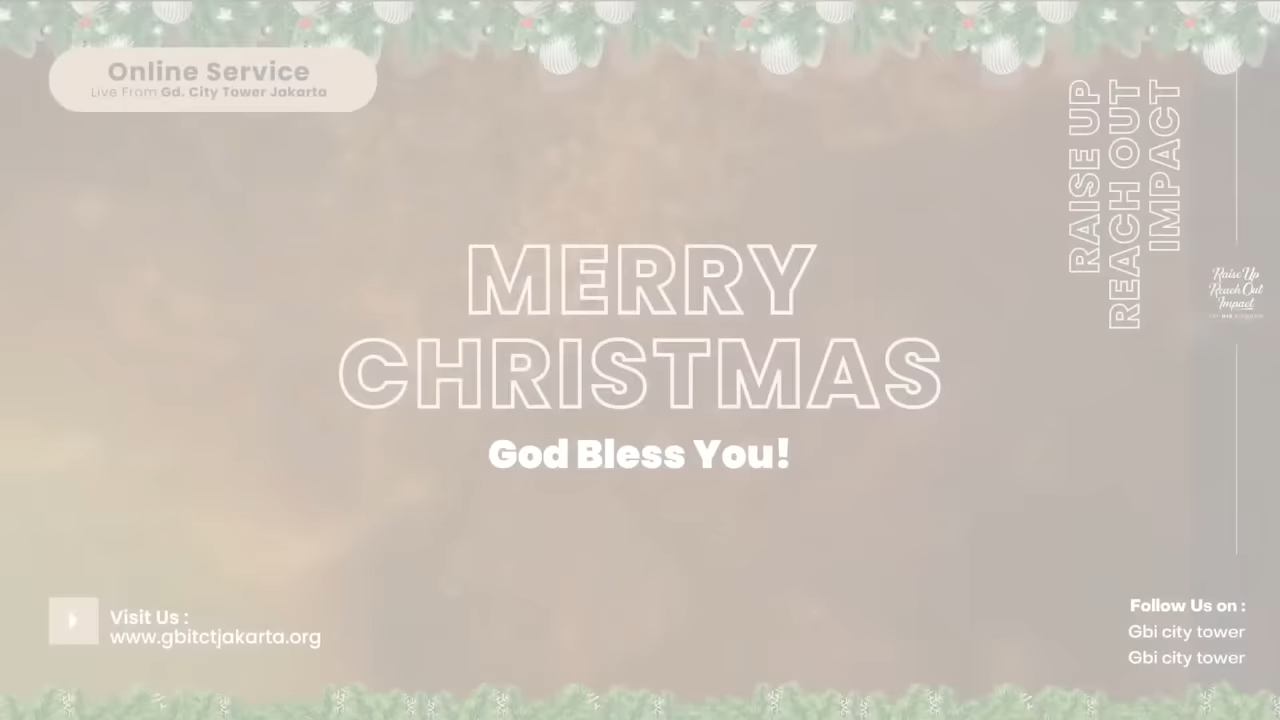 Online Service
Live From Gd. City Tower Jakarta
RAISE UP
REACH OUT
IMPACT
MERRY
CHRISTMAS
God Bless You!
Raise Up
Reach Out
Impact
Visit Us :
www.gbitctjakarta.org
Follow Us on :
Gbi city tower
Gbi city tower